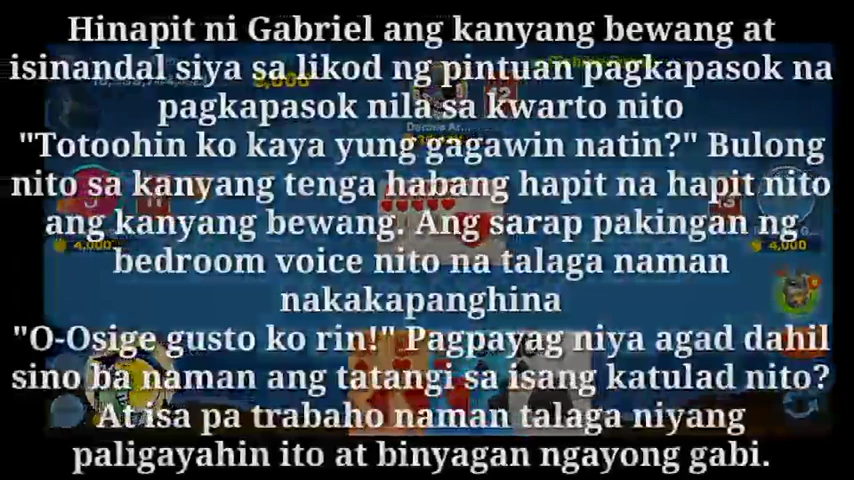 Hinapit ni Gabriel ang kanyang bewang at
isinandal siya sa likod ng pintuan pagkapasok na
pagkapasok nila sa kwarto nito
"Totoohin ko kaya yung gagawin natin?" Bulong
nito sa kanyang tenga habang hapit na hapit nito
ang kanyang bewang. Ang sarap pakingan ng
bedroom voice nito na talaga naman
nakakapanghina
"O-Osige gusto ko rin!" Pagpayag niya agad dahil
sino ba naman ang tatangi sa isang katulad nito?
At isa pa trabaho naman talaga niyang
paligayahin ito at binyagan ngayong gabi.
4,000
4,000